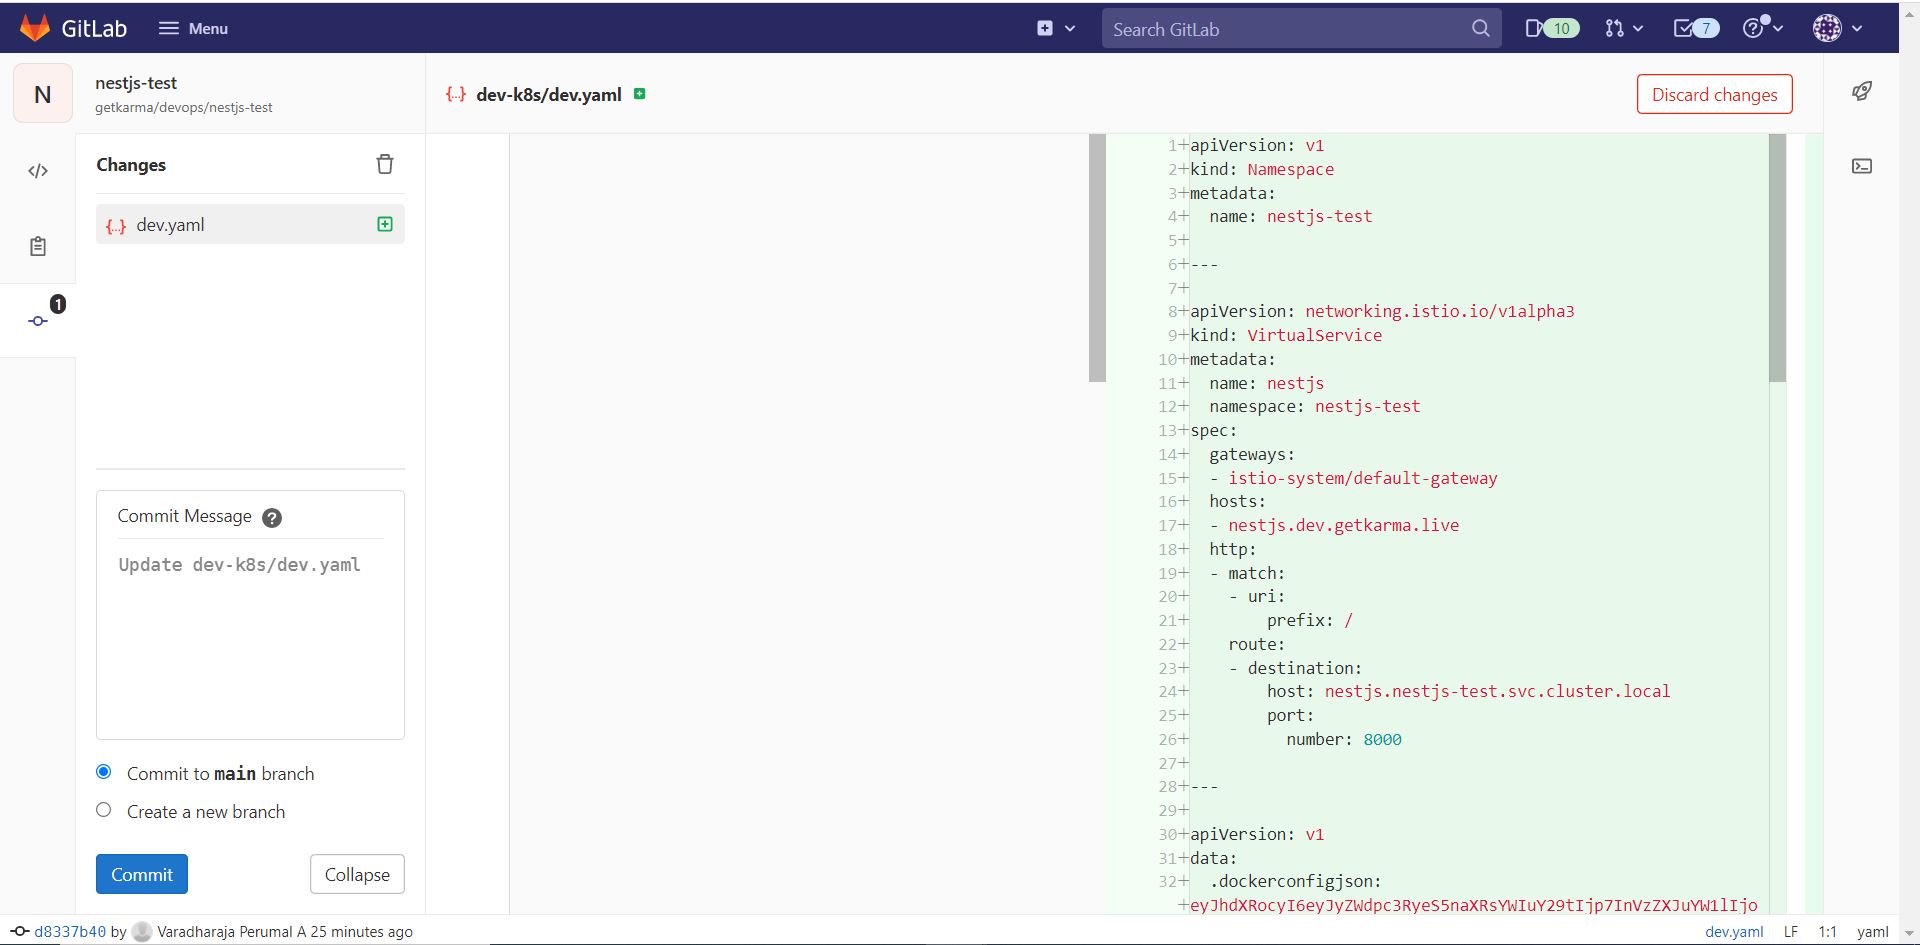 GitLab
Menu
Search GitLab
10
7
N
nestjs-test
getkarma/devops/nestjs-test
{..} dev-k8s/dev.yaml
Discard changes
Changes
{..} dev.yaml
1
Commit Message ?
Update dev-k8s/dev.yaml
Commit to main branch
Create a new branch
Commit
Collapse
1+apiVersion: v1
2+kind: Namespace
3+metadata:
4+  name: nestjs-test
5+
6+---
7+
8+apiVersion: networking.istio.io/v1alpha3
9+kind: VirtualService
10+metadata:
11+  name: nestjs
12+  namespace: nestjs-test
13+spec:
14+  gateways:
15+  - istio-system/default-gateway
16+  hosts:
17+  - nestjs.dev.getkarma.live
18+  http:
19+  - match:
20+    - uri:
21+        prefix: /
22+    route:
23+    - destination:
24+        host: nestjs.nestjs-test.svc.cluster.local
25+        port:
26+          number: 8000
27+
28+---
29+
30+apiVersion: v1
31+data:
32+  .dockerconfigjson:
+eyJhdXRocyI6eyJyZWdpc3RyeS5naXRsYWIuY29tIjp7InVzZXJuYW1lIjo
d8337b40 by Varadharaja Perumal A 25 minutes ago
dev.yaml LF 1:1 yaml